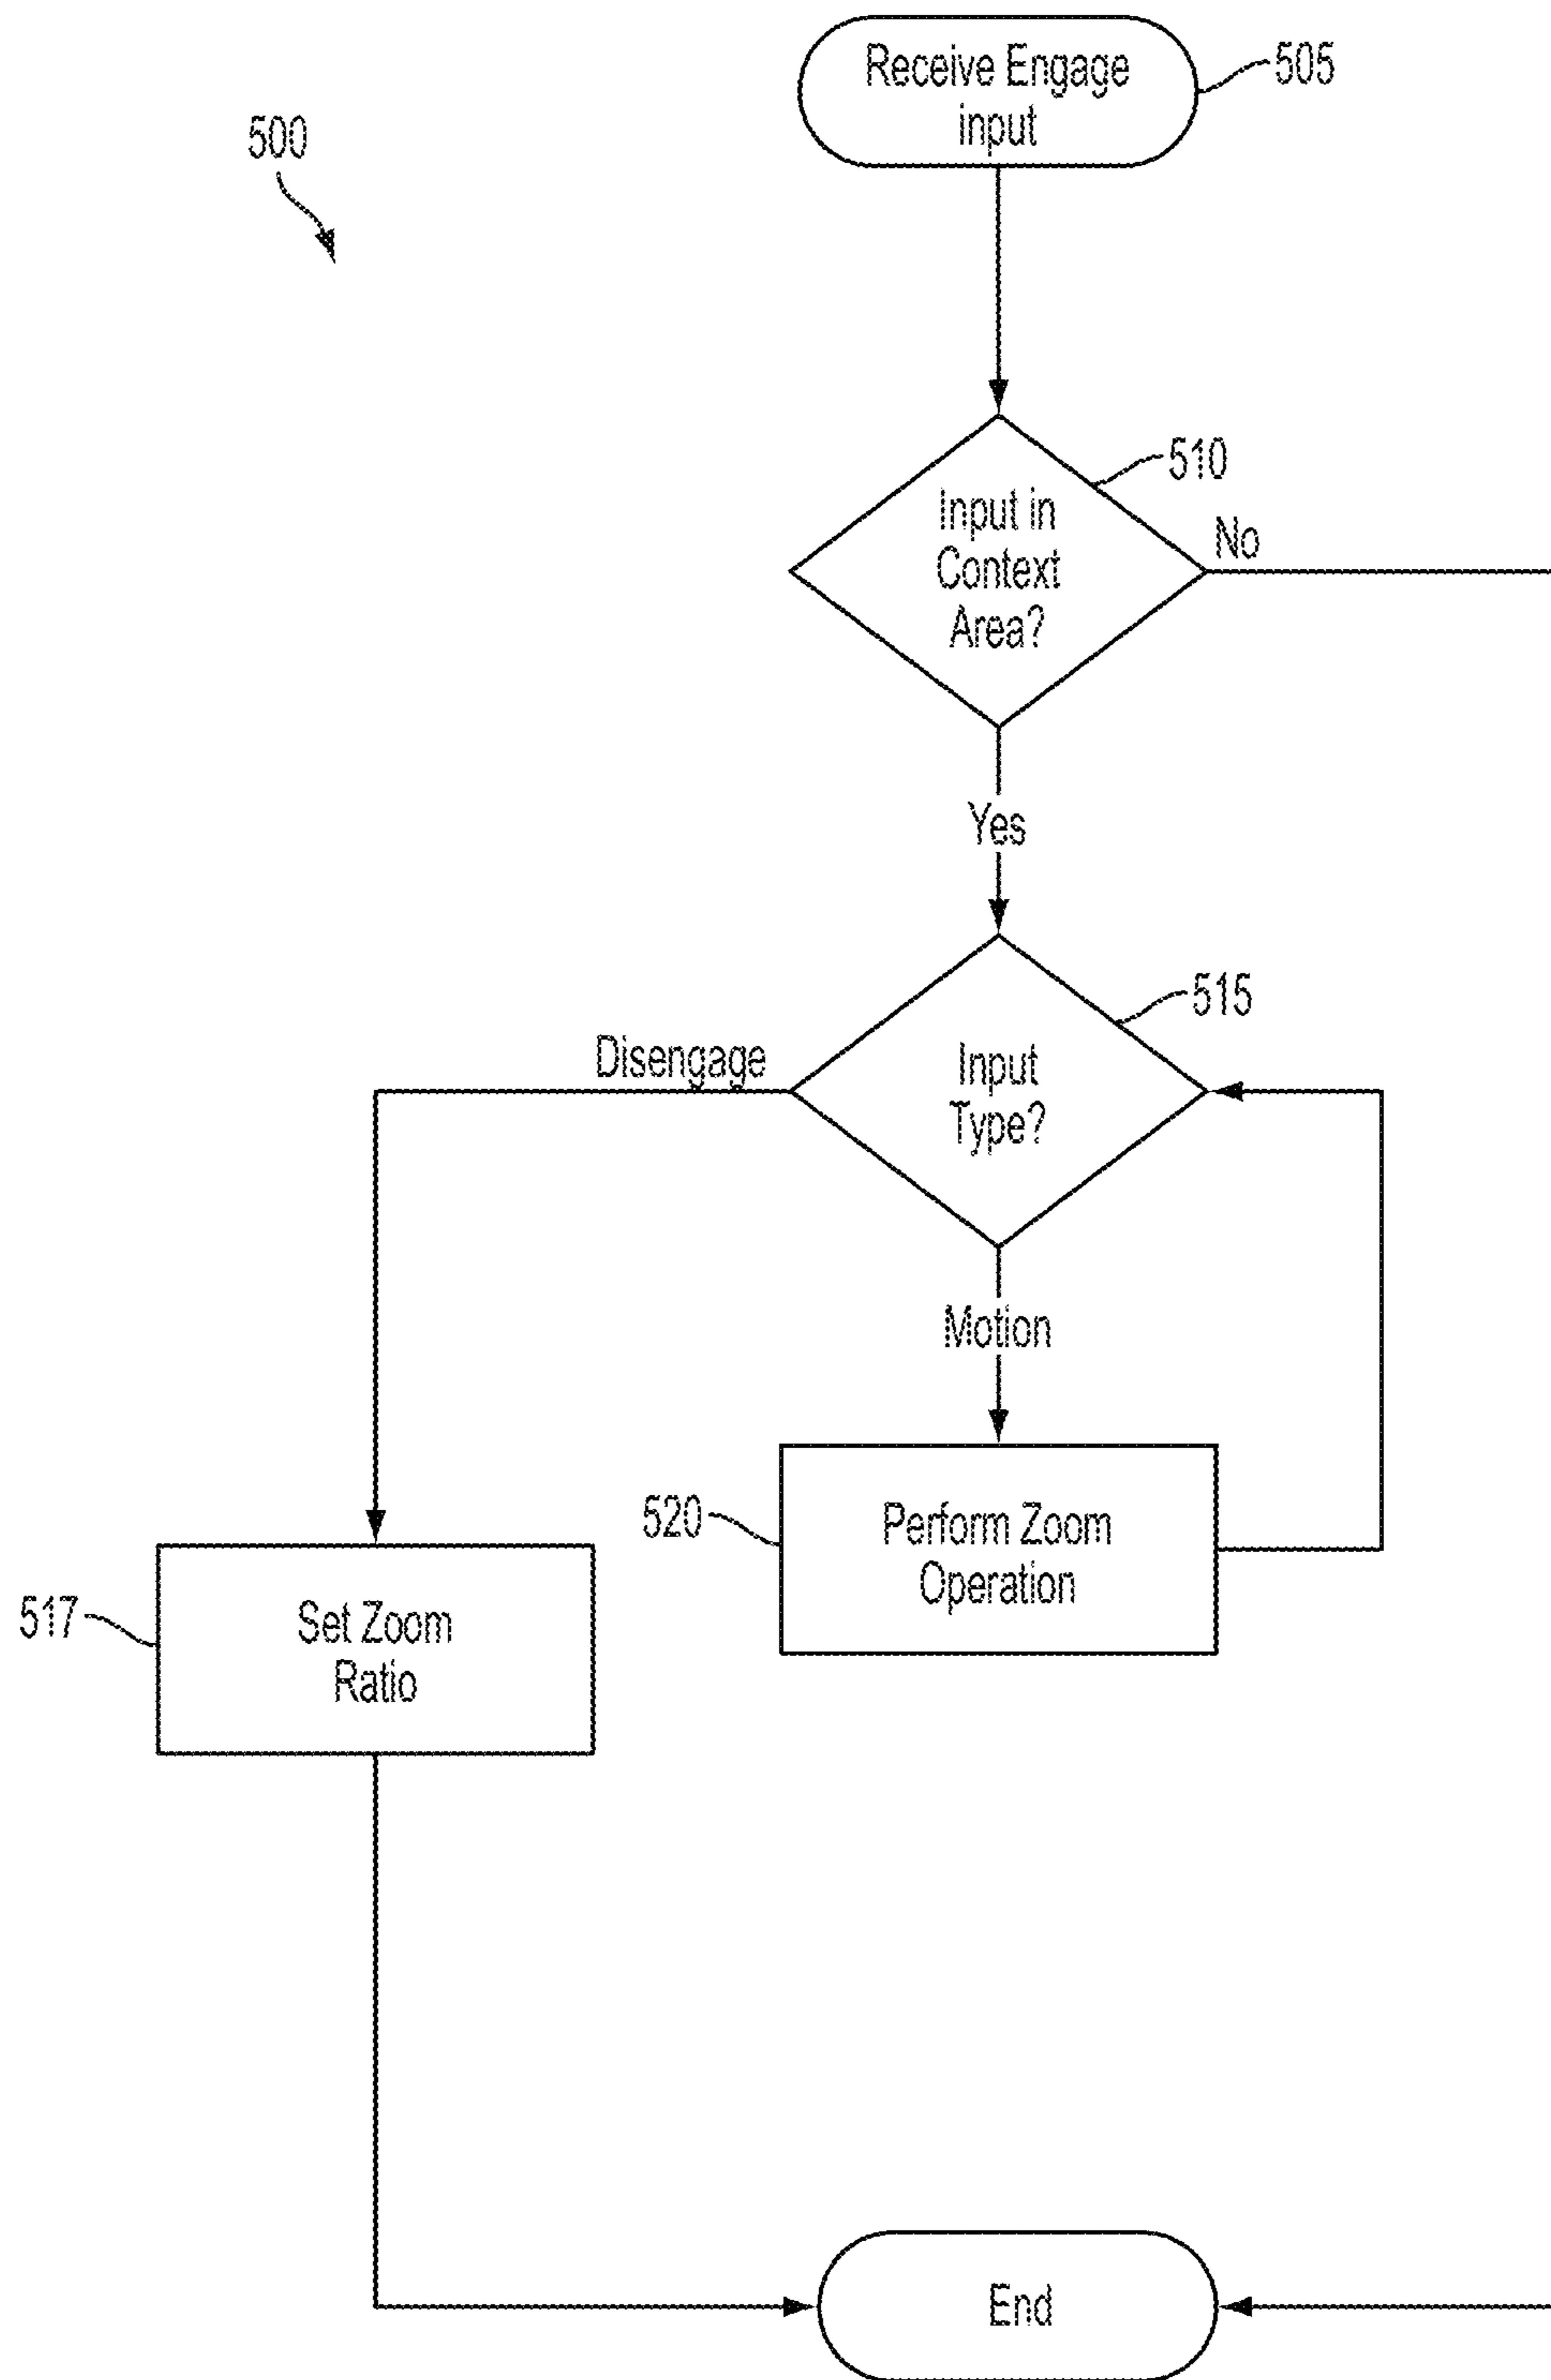 Receive Engage
input
505
500
510
Input in
Context
Area?
No
Yes
515
Disengage
Input
Type?
Motion
520
Perform Zoom
Operation
517
Set Zoom
Ratio
End